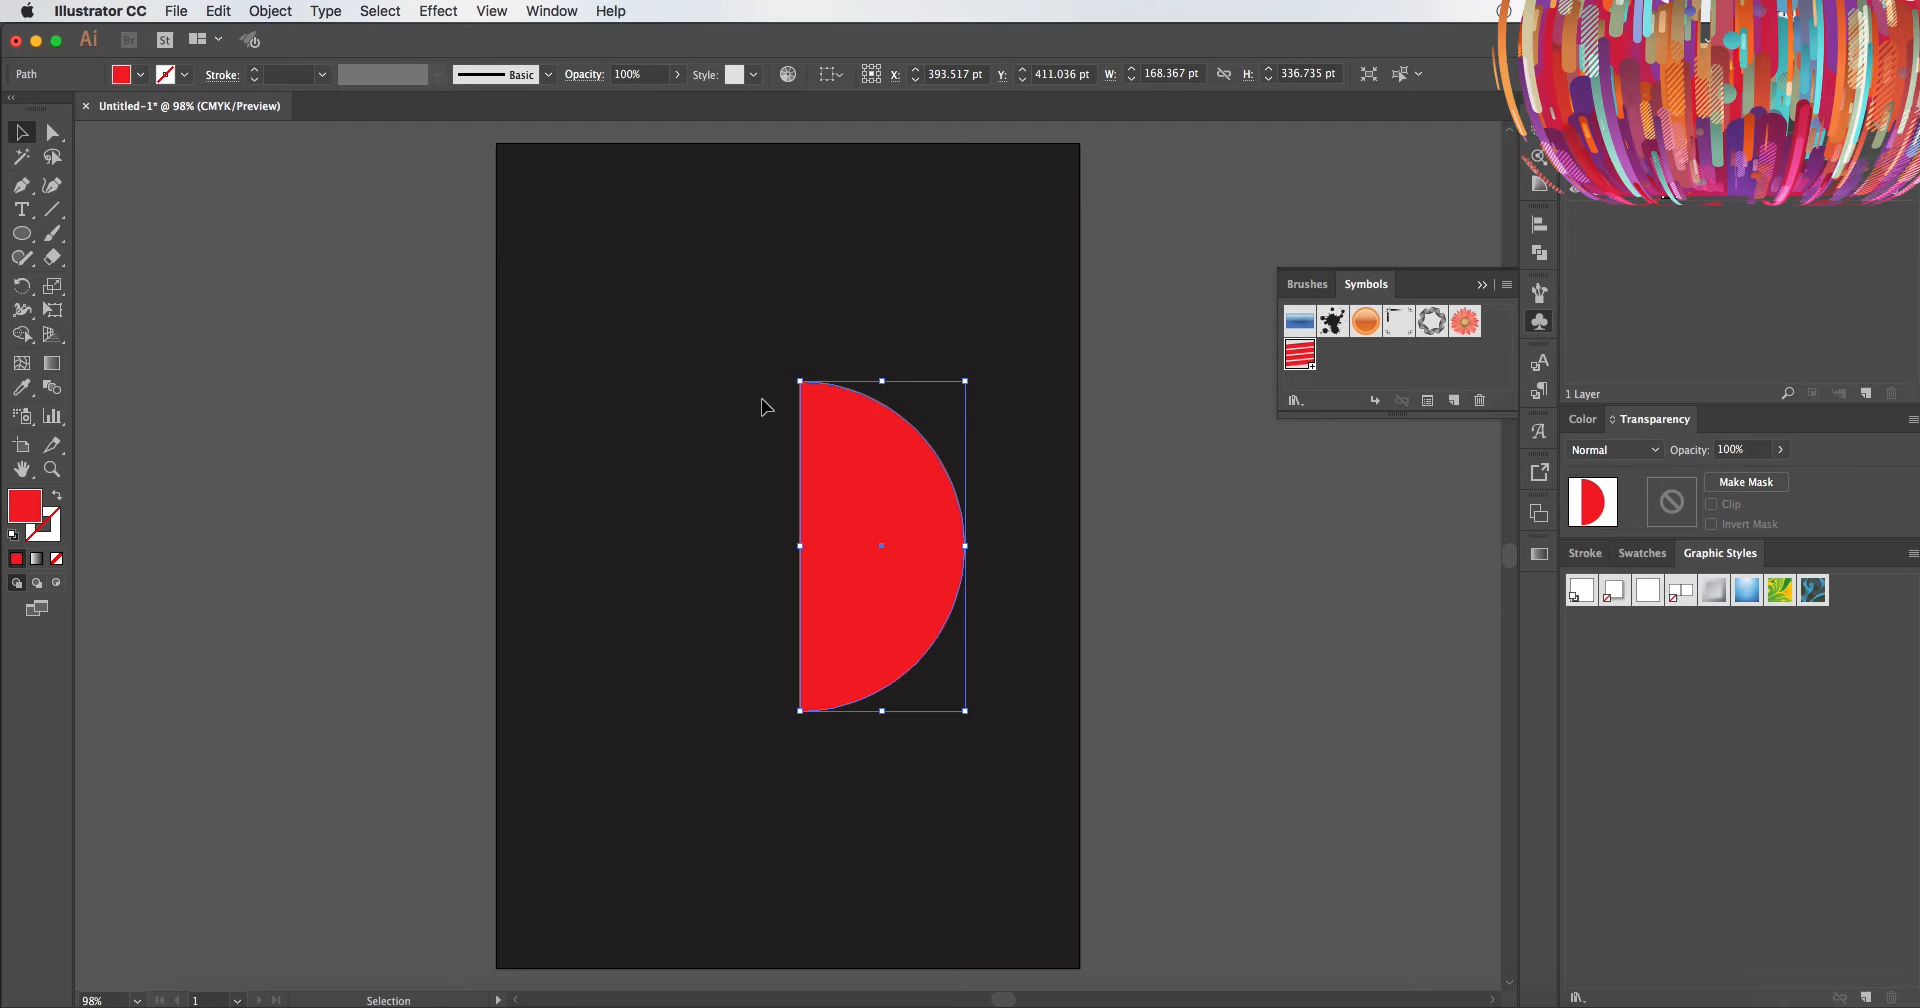 Illustrator CC File Edit Object Type Select Effect View Window Help
Ai Br St
Path Stroke: Basic Opacity: 100% Style: X: 393.517 pt Y: 411.036 pt W: 168.367 pt H: 336.735 pt
Untitled-1* @ 98% (CMYK/Preview)
Brushes Symbols
1 Layer
Color Transparency
Normal Opacity: 100%
Make Mask
Clip
Invert Mask
Stroke Swatches Graphic Styles
98% 1 Selection